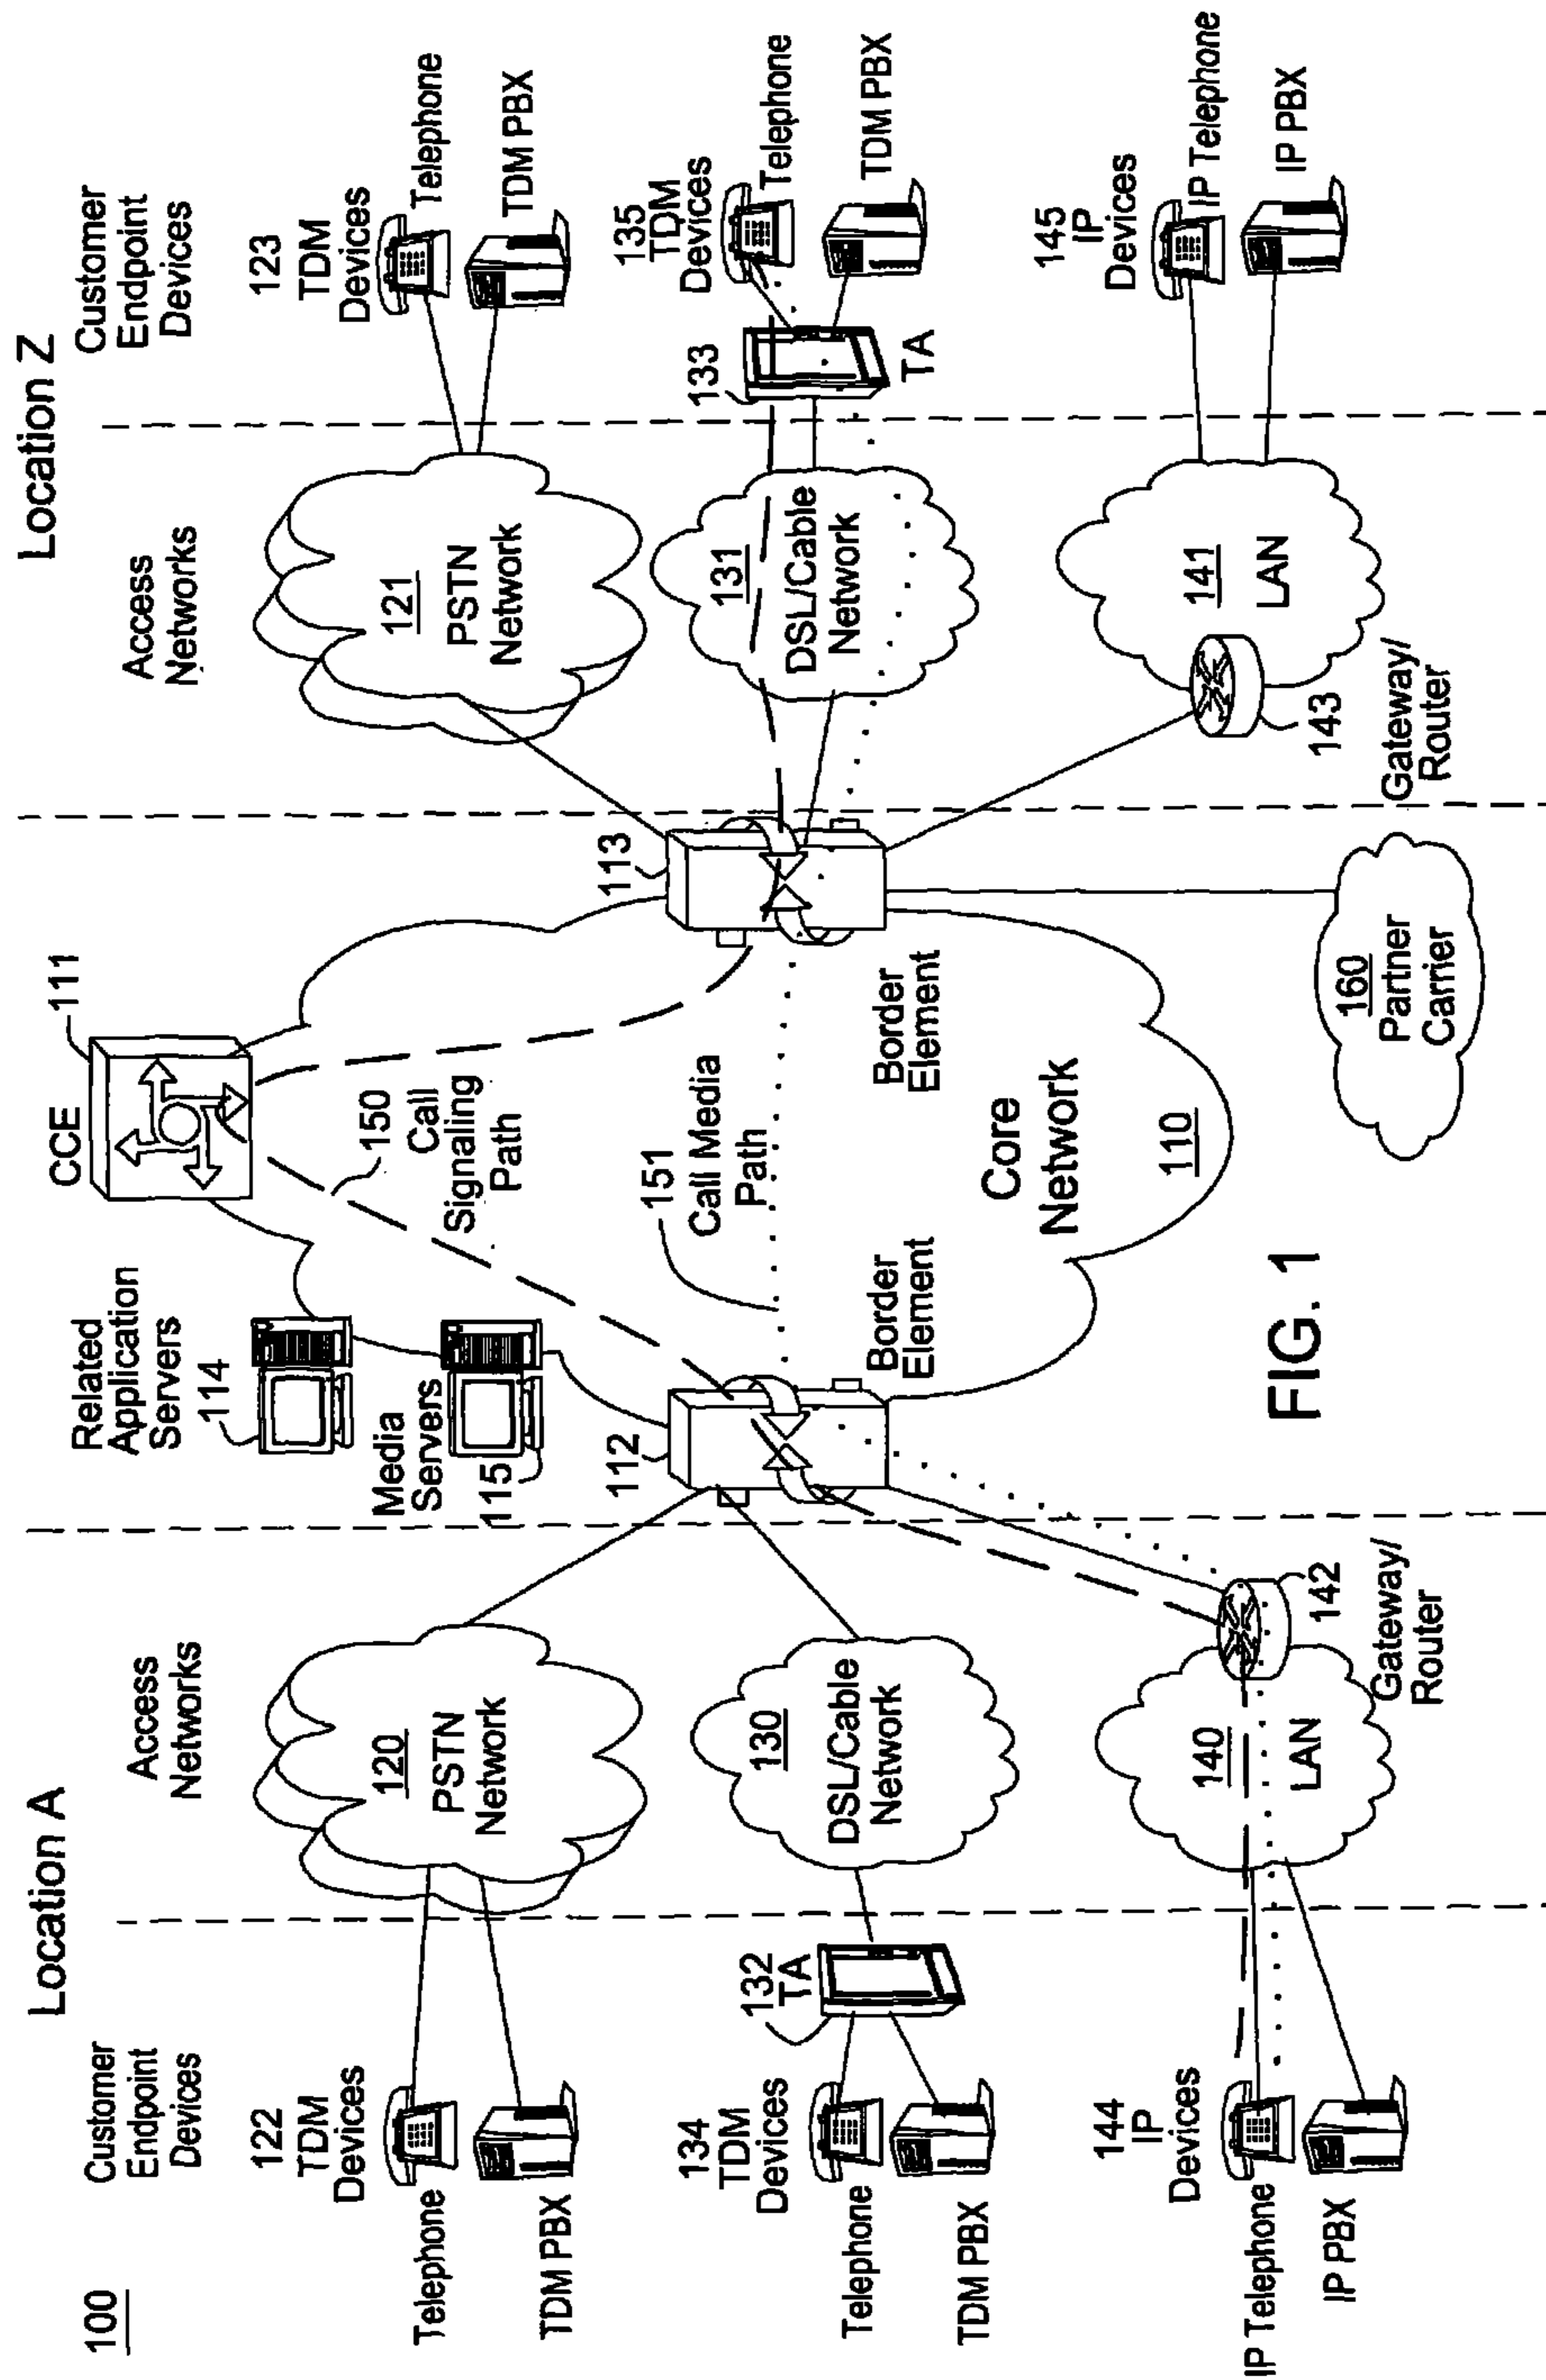 Location A
Location Z
100
Customer
Endpoint
Devices
Access
Networks
Related
Application
Servers
114
CCE
111
Access
Networks
Customer
Endpoint
Devices
122
TDM
Devices
Telephone
TDM PBX
120
PSTN
Network
Media
Servers
115
112
150
Call
Signaling
Path
113
121
PSTN
Network
123
TDM
Devices
Telephone
TDM PBX
134
TDM
Devices
Telephone
TDM PBX
132
TA
130
DSL/Cable
Network
151
Call Media
Path
Border
Element
Border
Element
131
DSL/Cable
Network
133
TA
135
TDM
Devices
Telephone
TDM PBX
Core
Network
110
144
IP
Devices
IP Telephone
IP PBX
140
LAN
142
Gateway/
Router
160
Partner
Carrier
141
LAN
143
Gateway/
Router
145
IP
Devices
IP Telephone
IP PBX
FIG. 1